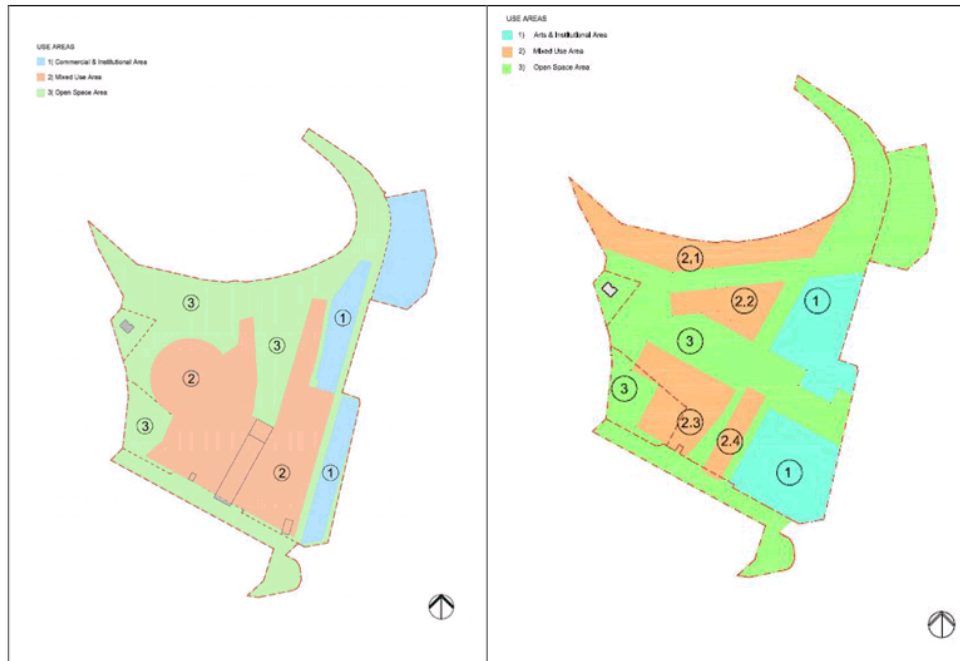 USE AREAS
1) Commercial & Institutional Area
2) Mixed Use Area
3) Open Space Area
3
3
1
2
3
2
1
USE AREAS
1) Arts & Institutional Area
2) Mixed Use Area
3) Open Space Area
2.1
2.2
1
3
3
2.3
2.4
1